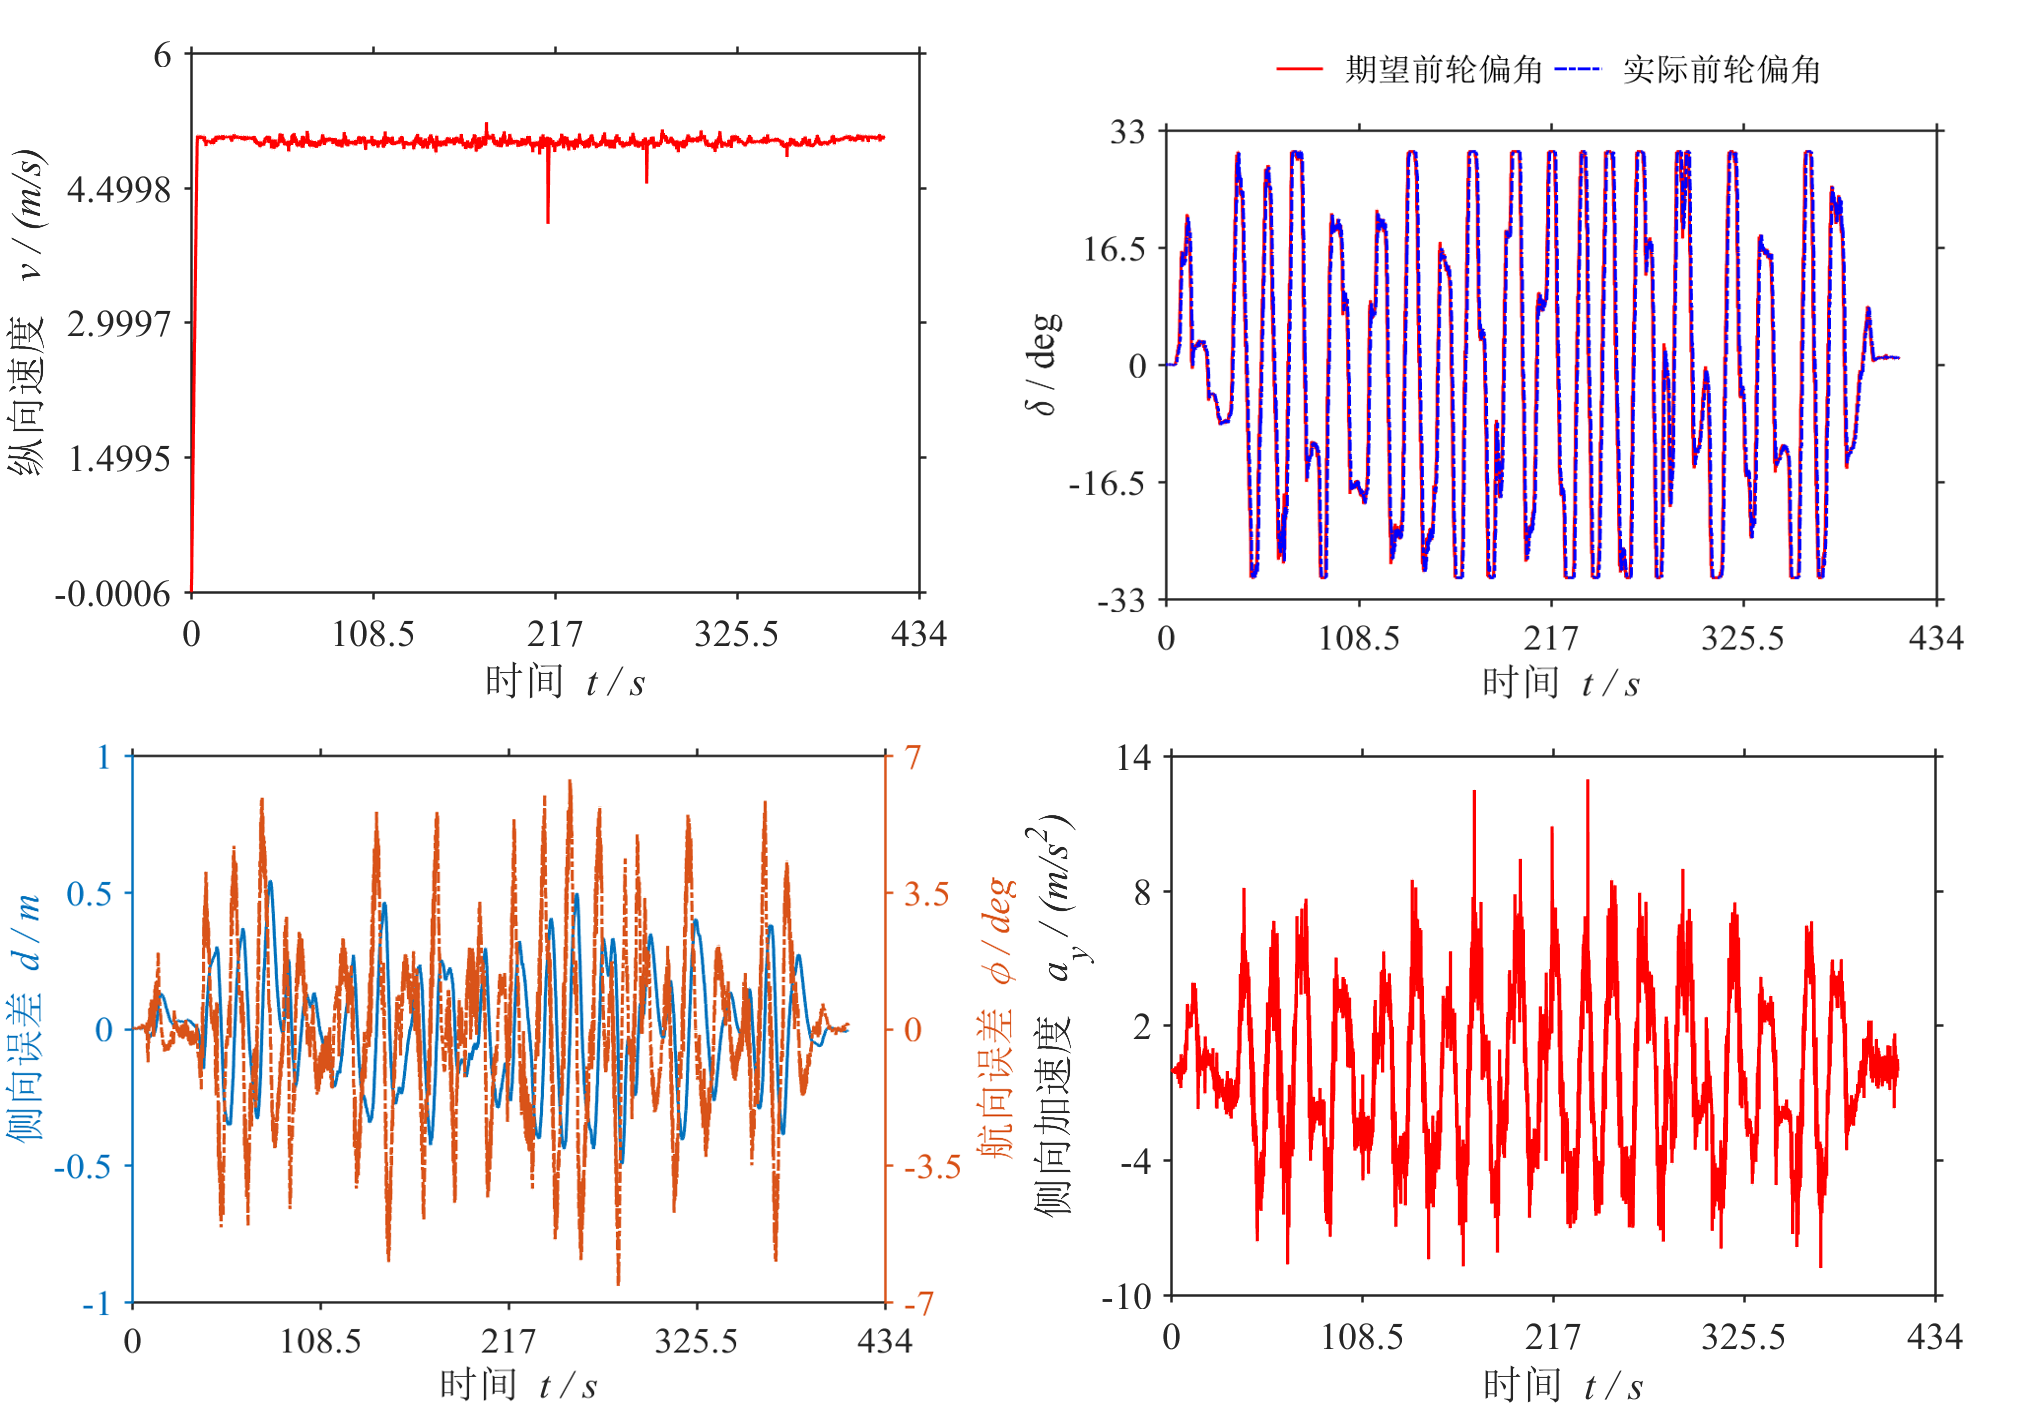 6
4.4998
2.9997
1.4995
-0.0006
0 108.5 217 325.5 434
时间 t / s
纵向速度 v / (m/s)
期望前轮偏角 实际前轮偏角
33
16.5
0
-16.5
-33
0 108.5 217 325.5 434
时间 t / s
δ / deg
1
0.5
0
-0.5
-1
7
3.5
0
-3.5
-7
0 108.5 217 325.5 434
时间 t / s
侧向误差 d / m
航向误差 ϕ / deg
14
8
2
-4
-10
0 108.5 217 325.5 434
时间 t / s
侧向加速度 a_y / (m/s²)